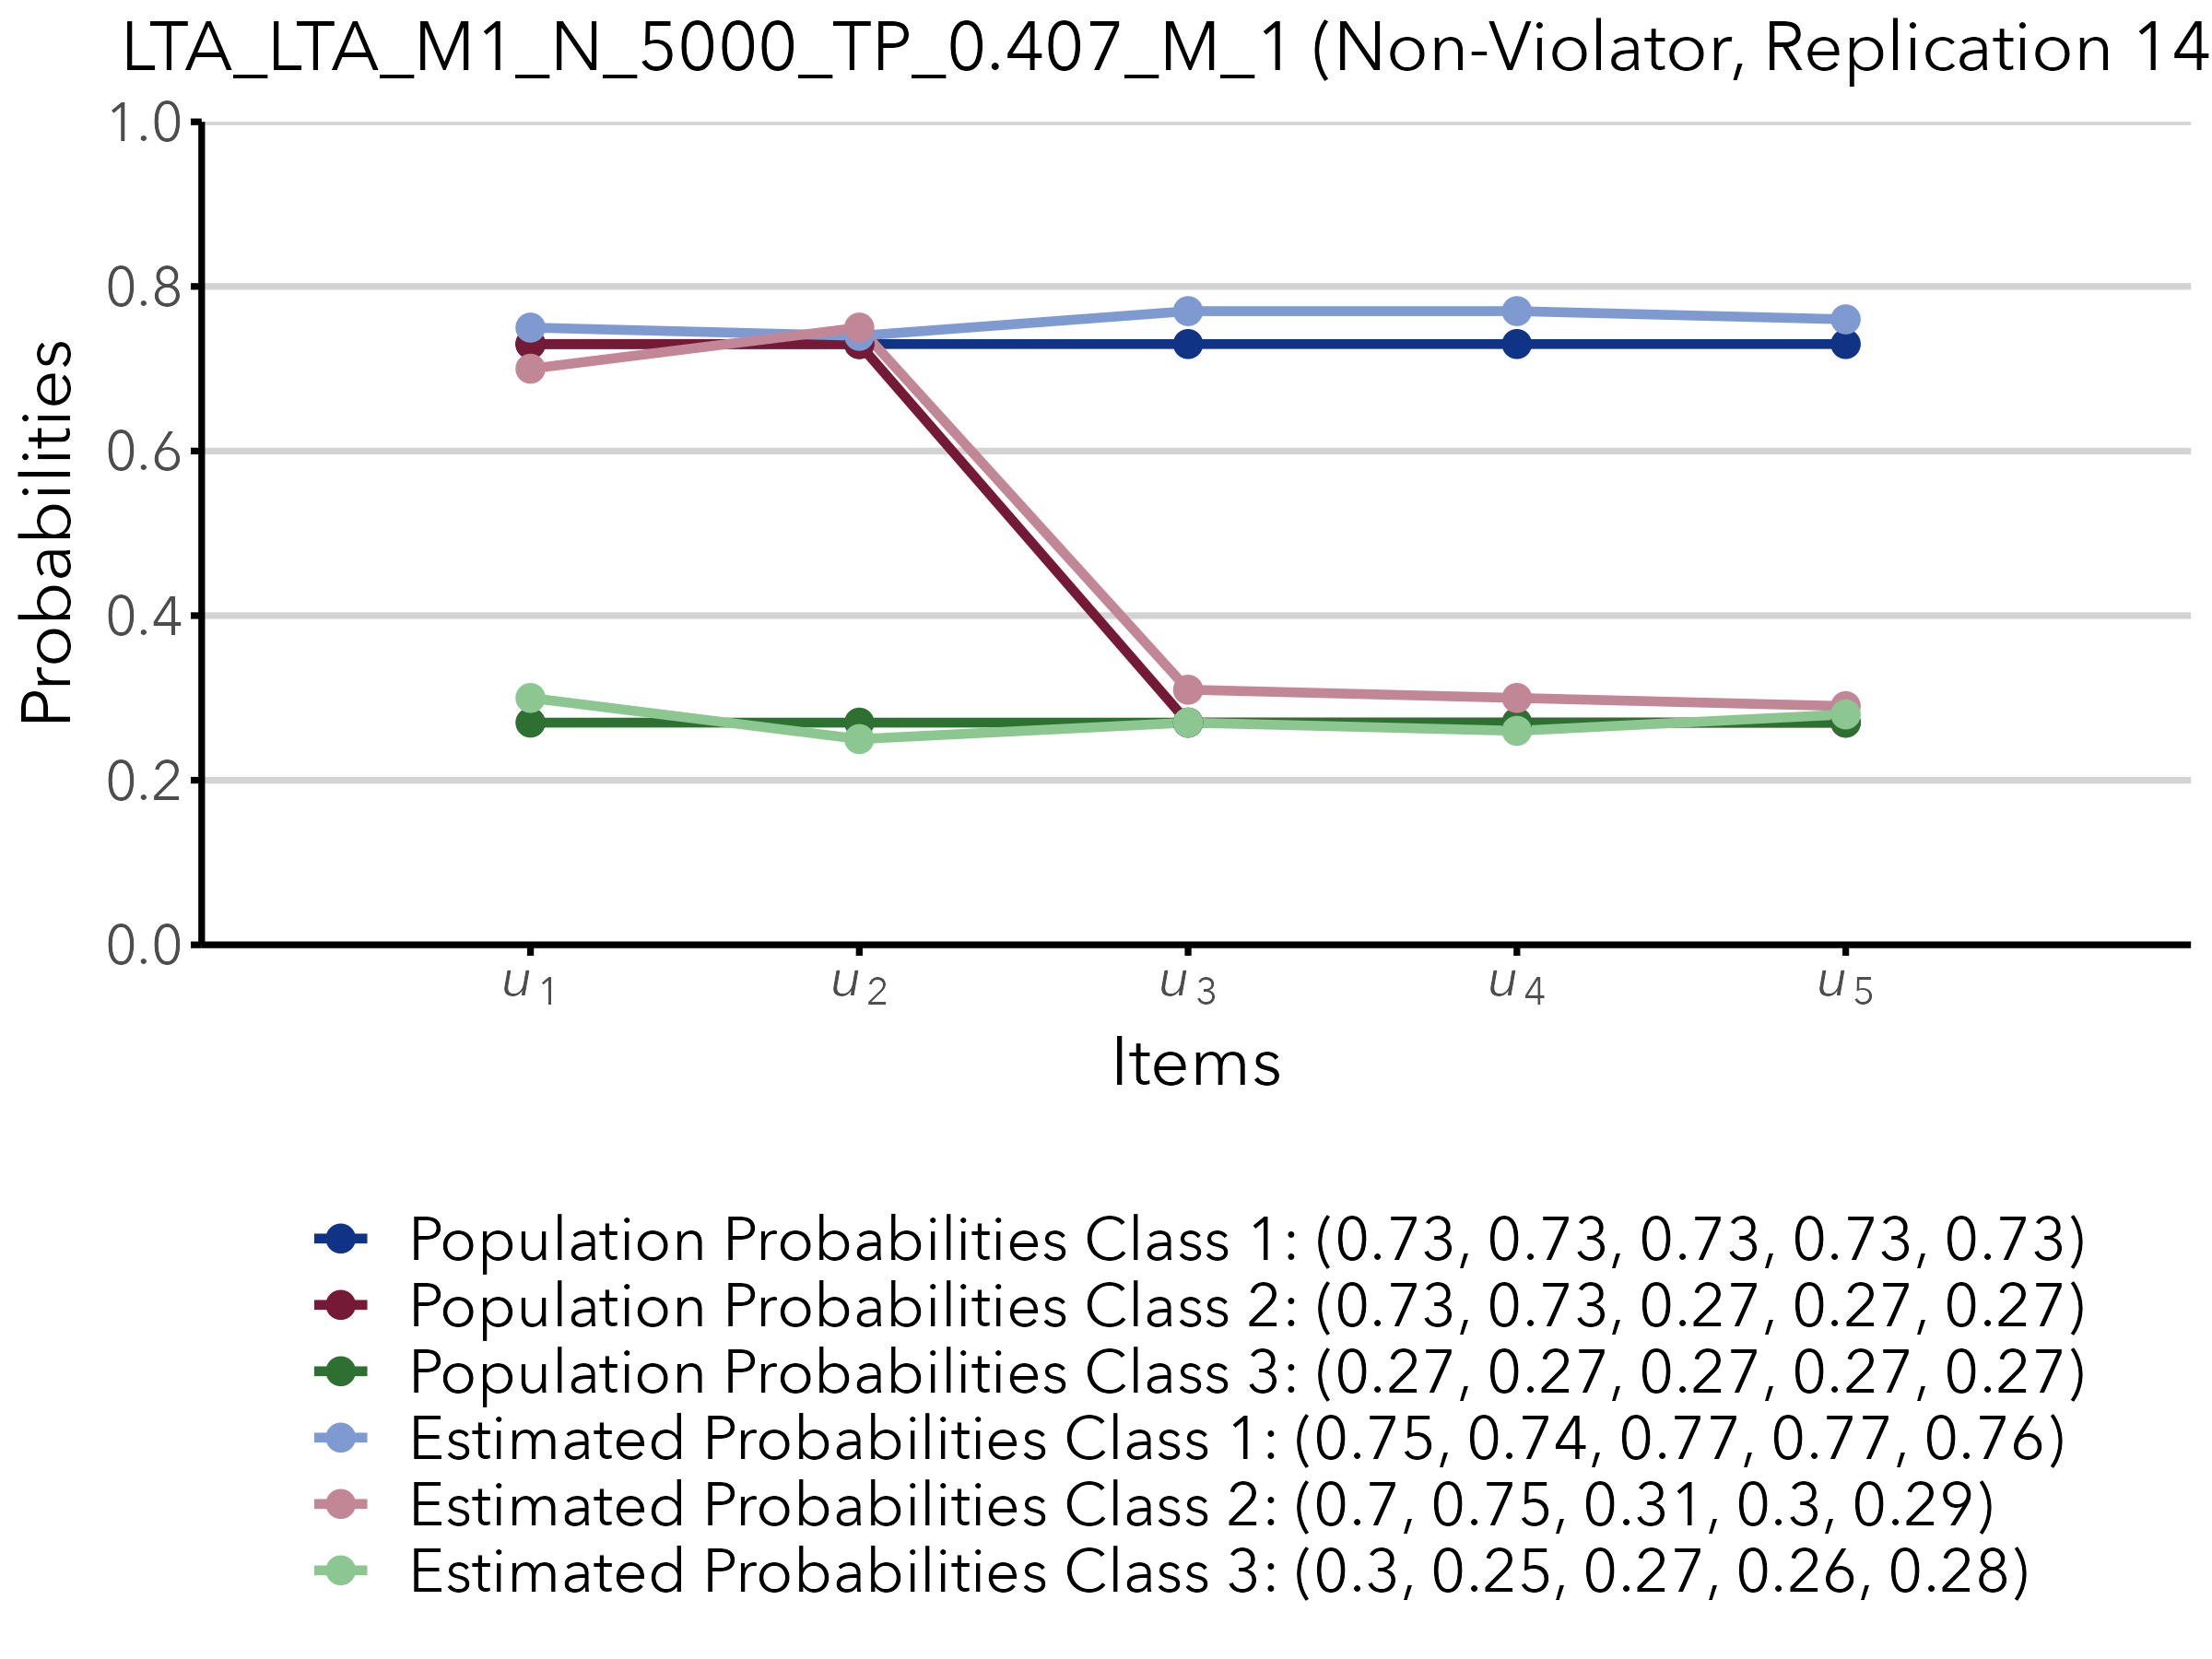 LTA_LTA_M1_N_5000_TP_0.407_M_1 (Non-Violator, Replication 14
1.0
0.8
0.6
0.4
0.2
0.0
Probabilities
u1 u2 u3 u4 u5
Items
Population Probabilities Class 1: (0.73, 0.73, 0.73, 0.73, 0.73)
Population Probabilities Class 2: (0.73, 0.73, 0.27, 0.27, 0.27)
Population Probabilities Class 3: (0.27, 0.27, 0.27, 0.27, 0.27)
Estimated Probabilities Class 1: (0.75, 0.74, 0.77, 0.77, 0.76)
Estimated Probabilities Class 2: (0.7, 0.75, 0.31, 0.3, 0.29)
Estimated Probabilities Class 3: (0.3, 0.25, 0.27, 0.26, 0.28)